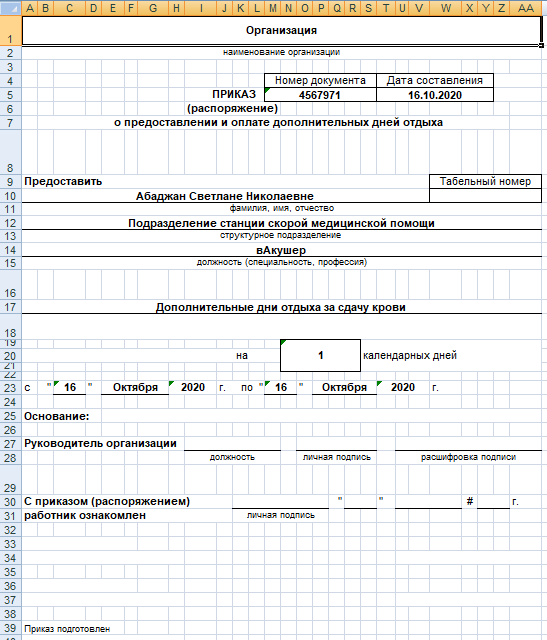 A B C D E F G H I J K L M N O P Q R S T U V W X Y Z AA
1 Организация
2 наименование организации
3
4 Номер документа Дата составления
5 ПРИКАЗ 4567971 16.10.2020
6 (распоряжение)
7 о предоставлении и оплате дополнительных дней отдыха
8
9 Предоставить Табельный номер
10 Абаджан Светлане Николаевне
11 фамилия, имя, отчество
12 Подразделение станции скорой медицинской помощи
13 структурное подразделение
14 вАкушер
15 должность (специальность, профессия)
16
17 Дополнительные дни отдыха за сдачу крови
18
19
20 на 1 календарных дней
21
22
23 с " 16 " Октября 2020 г. по " 16 " Октября 2020 г.
24
25 Основание:
26
27 Руководитель организации
28 должность личная подпись расшифровка подписи
29
30 С приказом (распоряжением) " " # г.
31 работник ознакомлен личная подпись
32
33
34
35
36
37
38
39 Приказ подготовлен